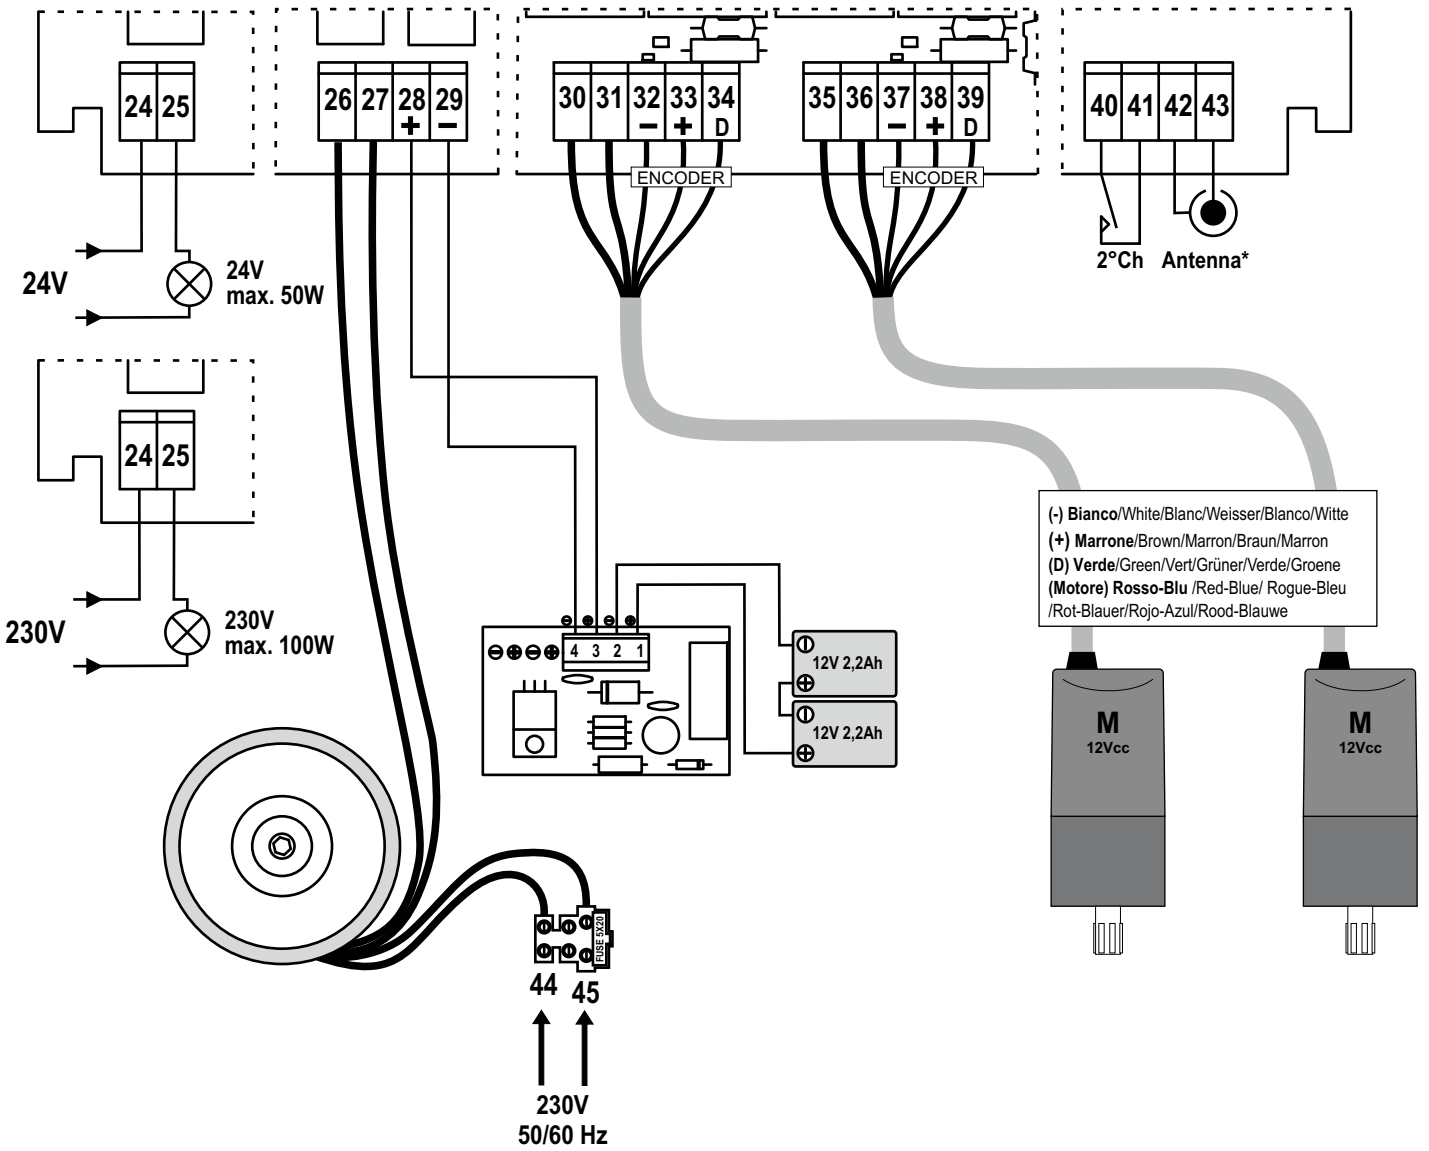 24 25
24V
24V
max. 50W
24 25
230V
230V
max. 100W
26 27 28 29
+ −
30 31 32 33 34
− + D
ENCODER
35 36 37 38 39
− + D
ENCODER
40 41 42 43
2°Ch Antenna*
(-) Bianco/White/Blanc/Weisser/Blanco/Witte
(+) Marrone/Brown/Marron/Braun/Marron
(D) Verde/Green/Vert/Grüner/Verde/Groene
(Motore) Rosso-Blu /Red-Blue/ Rogue-Bleu
/Rot-Blauer/Rojo-Azul/Rood-Blauwe
4 3 2 1
12V 2,2Ah
12V 2,2Ah
M
12Vcc
M
12Vcc
FUSE 5X20
44 45
230V
50/60 Hz